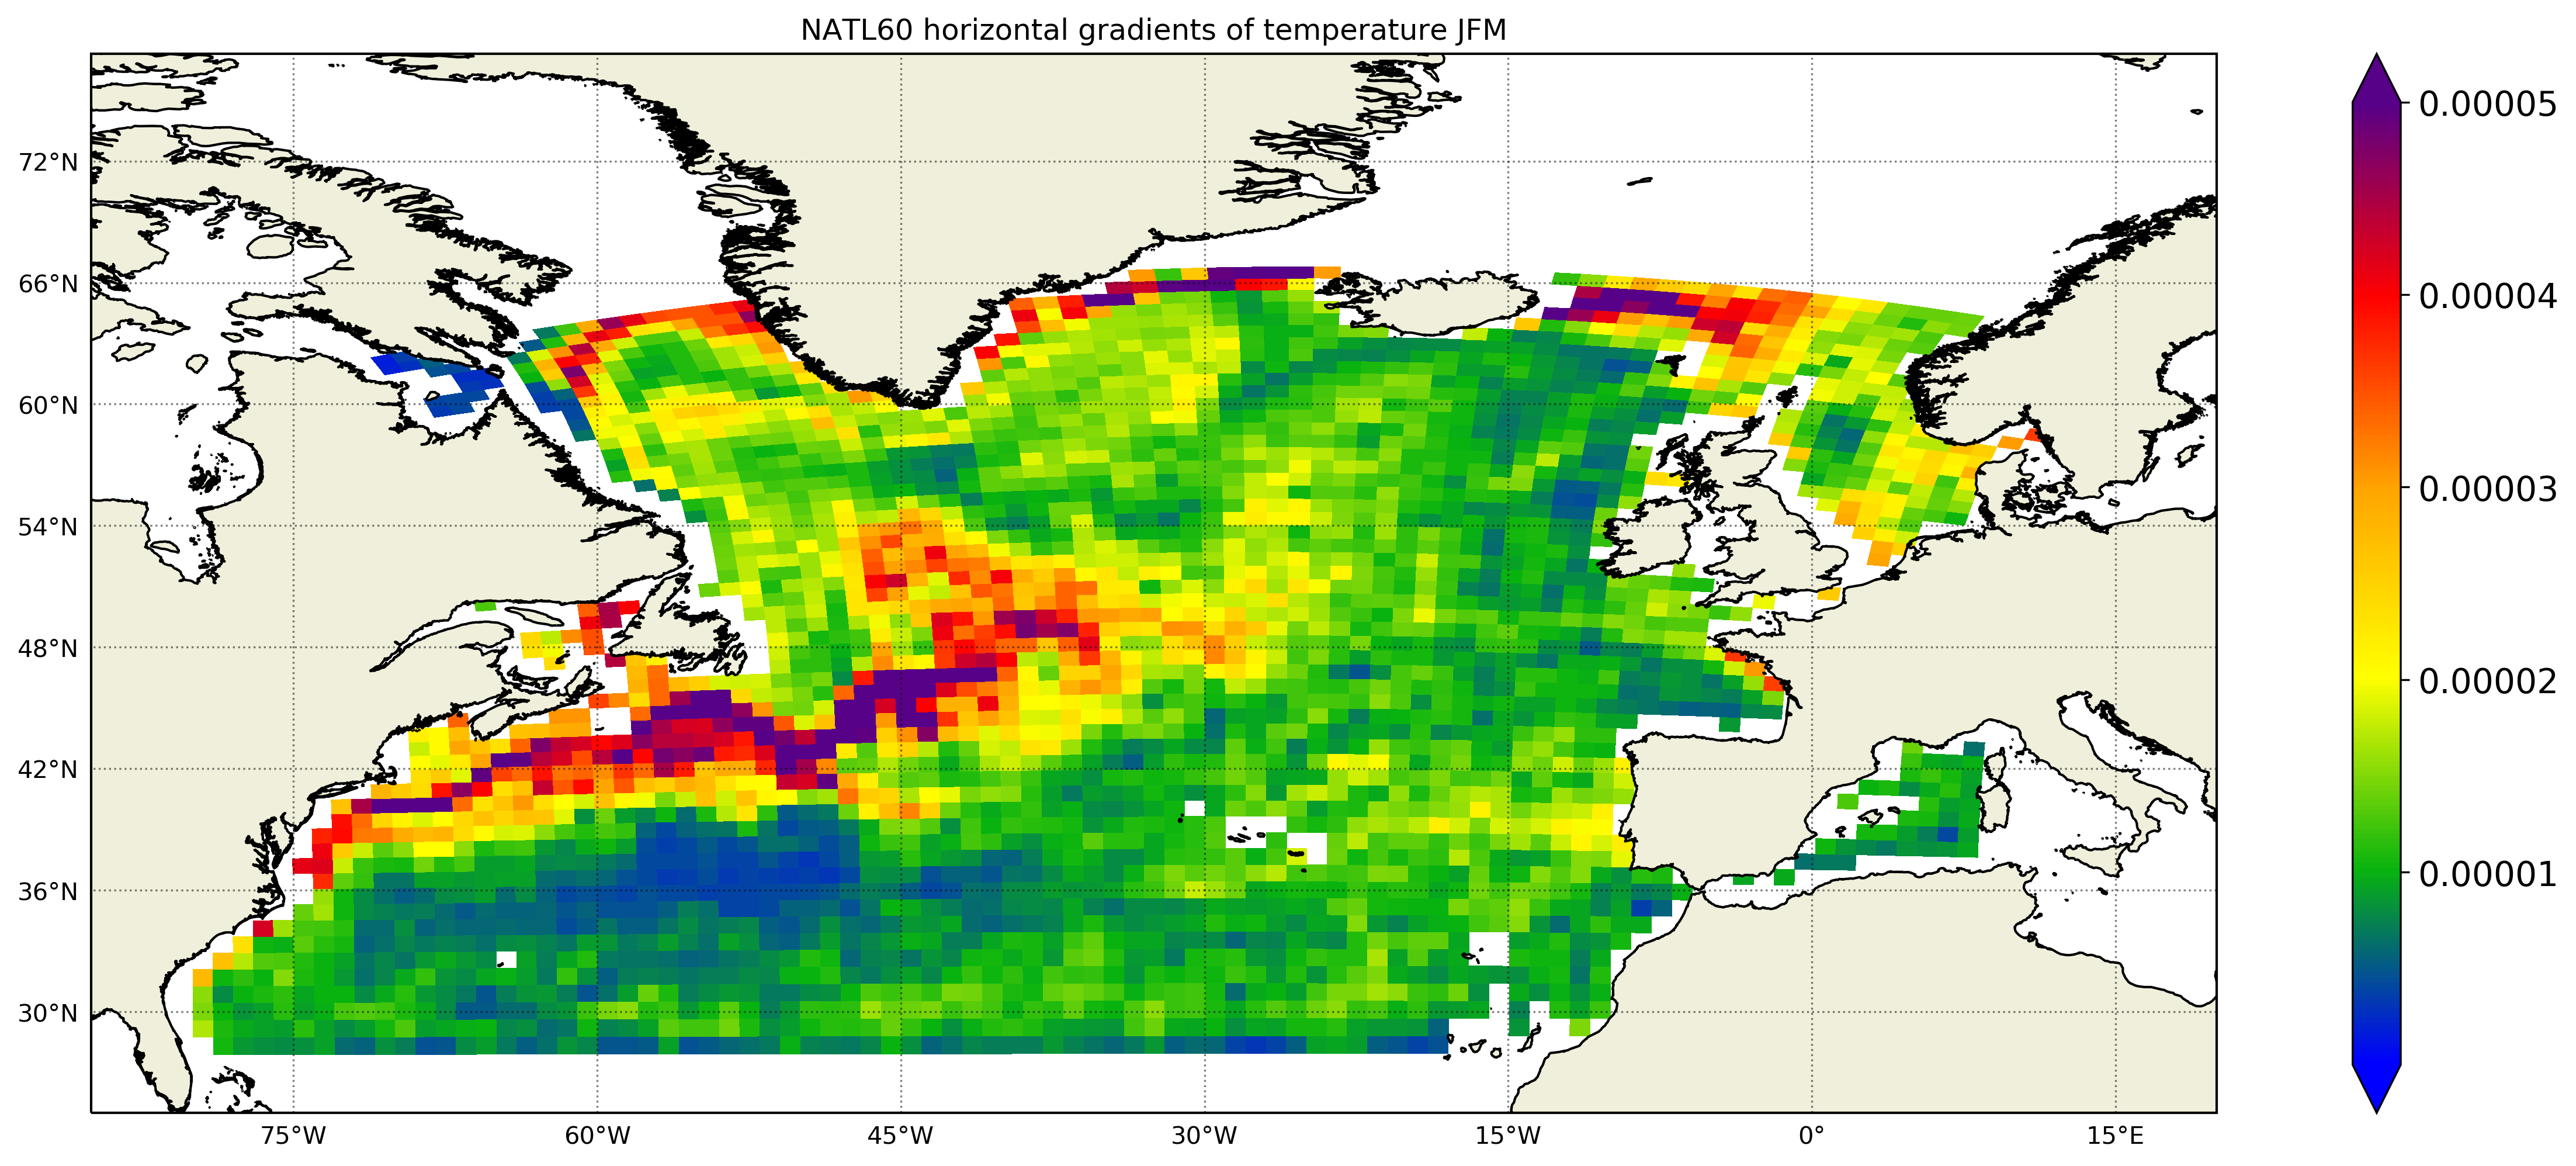 NATL60 horizontal gradients of temperature JFM
72°N
66°N
60°N
54°N
48°N
42°N
36°N
30°N
75°W
60°W
45°W
30°W
15°W
0°
15°E
0.00005
0.00004
0.00003
0.00002
0.00001